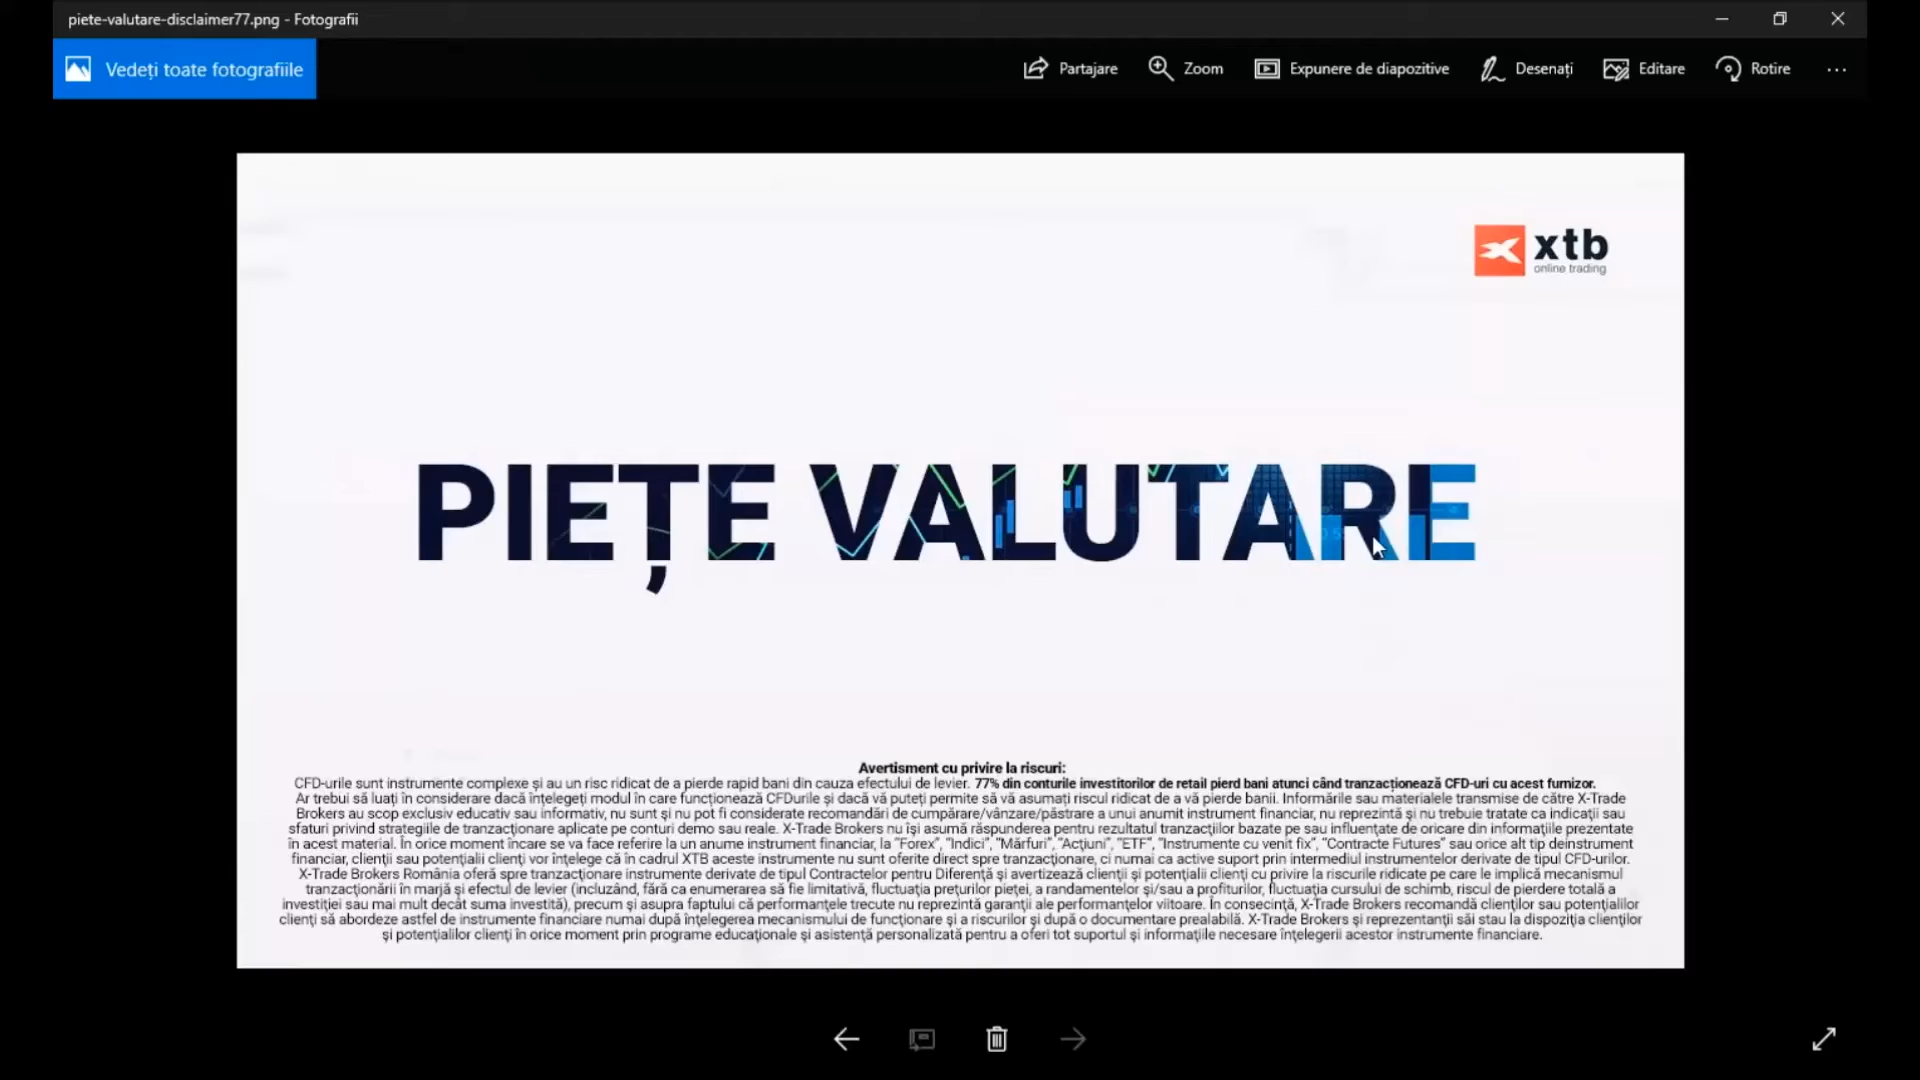 piete-valutare-disclaimer77.png - Fotografii
Vedeți toate fotografiile
Partajare
Zoom
Expunere de diapozitive
Desenați
Editare
Rotire
xtb
online trading
PIEȚE VALUTARE
Avertisment cu privire la riscuri:
CFD-urile sunt instrumente complexe și au un risc ridicat de a pierde rapid bani din cauza efectului de levier. 77% din conturile investitorilor de retail pierd bani atunci când tranzacționează CFD-uri cu acest furnizor.
Ar trebui să luați în considerare dacă înțelegeți modul în care funcționează CFDurile și dacă vă puteți permite să vă asumați riscul ridicat de a vă pierde banii. Informările sau materialele transmise de către X-Trade
Brokers au scop exclusiv educativ sau informativ, nu sunt și nu pot fi considerate recomandări de cumpărare/vânzare/păstrare a unui anumit instrument financiar, nu reprezintă și nu trebuie tratate ca indicații sau
sfaturi privind strategiile de tranzacționare aplicate pe conturi demo sau reale. X-Trade Brokers nu își asumă răspunderea pentru rezultatul tranzacțiilor bazate pe sau influențate de oricare din informațiile prezentate
în acest material. În orice moment încare se va face referire la un anume instrument financiar, la “Forex”, “Indici”, “Mărfuri”, “Acțiuni”, “ETF”, “Instrumente cu venit fix”, “Contracte Futures” sau orice alt tip deinstrument
financiar, clienții sau potențialii clienți vor înțelege că în cadrul XTB aceste instrumente nu sunt oferite direct spre tranzacționare, ci numai ca active suport prin intermediul instrumentelor derivate de tipul CFD-urilor.
X-Trade Brokers România oferă spre tranzacționare instrumente derivate de tipul Contractelor pentru Diferență și avertizează clienții și potențialii clienți cu privire la riscurile ridicate pe care le implică mecanismul
tranzacționării în marjă și efectul de levier (incluzând, fără ca enumerarea să fie limitativă, fluctuația prețurilor pieței, a randamentelor și/sau a profiturilor, fluctuația cursului de schimb, riscul de pierdere totală a
investiției sau mai mult decât suma investită), precum și asupra faptului că performanțele trecute nu reprezintă garanții ale performanțelor viitoare. În consecință, X-Trade Brokers recomandă clienților sau potențialilor
clienți să abordeze astfel de instrumente financiare numai după înțelegerea mecanismului de funcționare și a riscurilor și după o documentare prealabilă. X-Trade Brokers și reprezentanții săi stau la dispoziția clienților
și potențialilor clienți în orice moment prin programe educaționale și asistență personalizată pentru a oferi tot suportul și informațiile necesare înțelegerii acestor instrumente financiare.